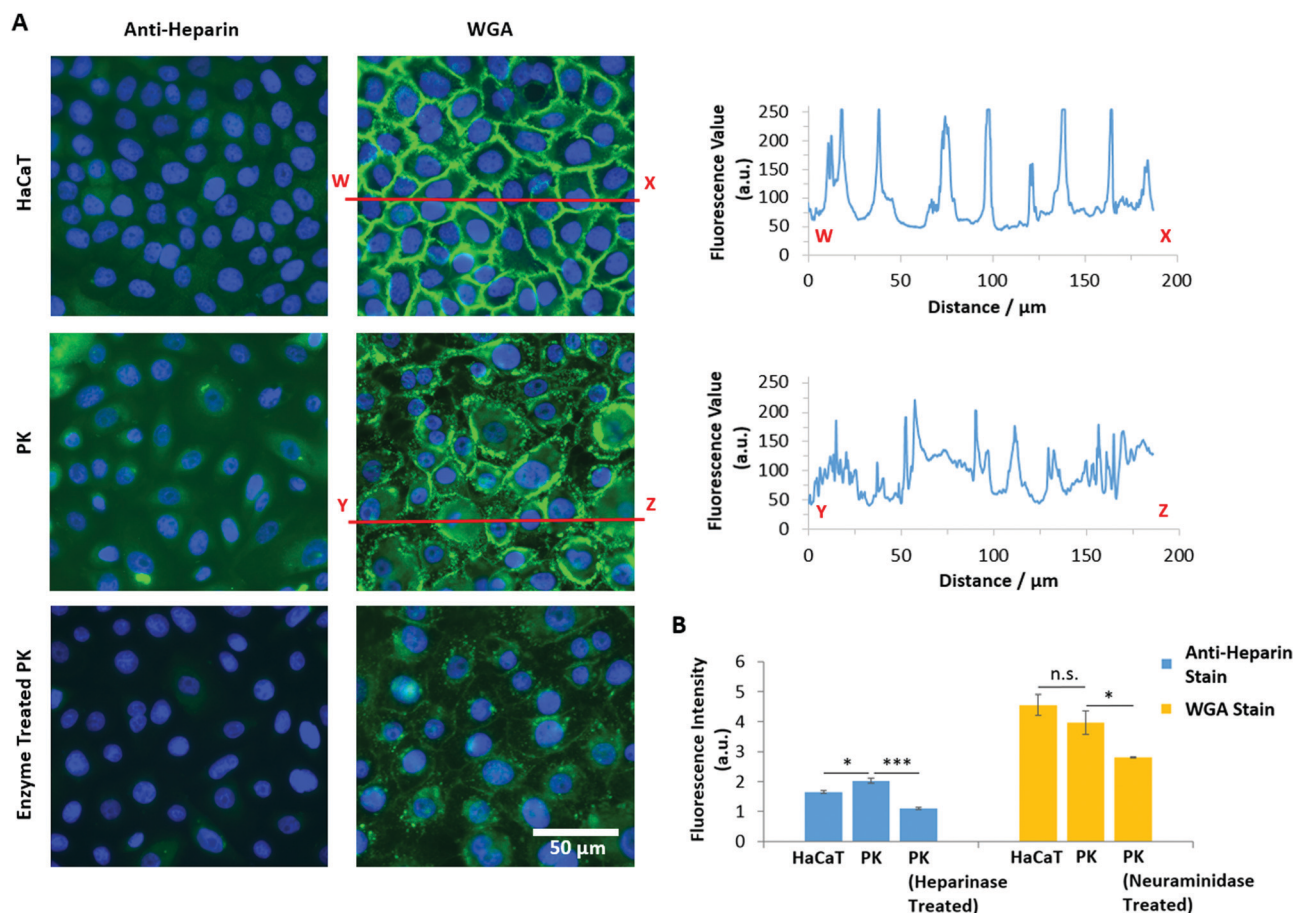 A
Anti-Heparin
WGA
HaCaT
W
X
PK
Y
Z
Enzyme Treated PK
50 μm
Fluorescence Value
(a.u.)
250
200
150
100
50
0
W
X
0
50
100
150
200
Distance / μm
Fluorescence Value
(a.u.)
250
200
150
100
50
0
Y
Z
0
50
100
150
200
Distance / μm
B
Fluorescence Intensity
(a.u.)
6
5
4
3
2
1
0
*
***
n.s.
*
Anti-Heparin
Stain
WGA Stain
HaCaT
PK
PK
(Heparinase
Treated)
HaCaT
PK
PK
(Neuraminidase
Treated)